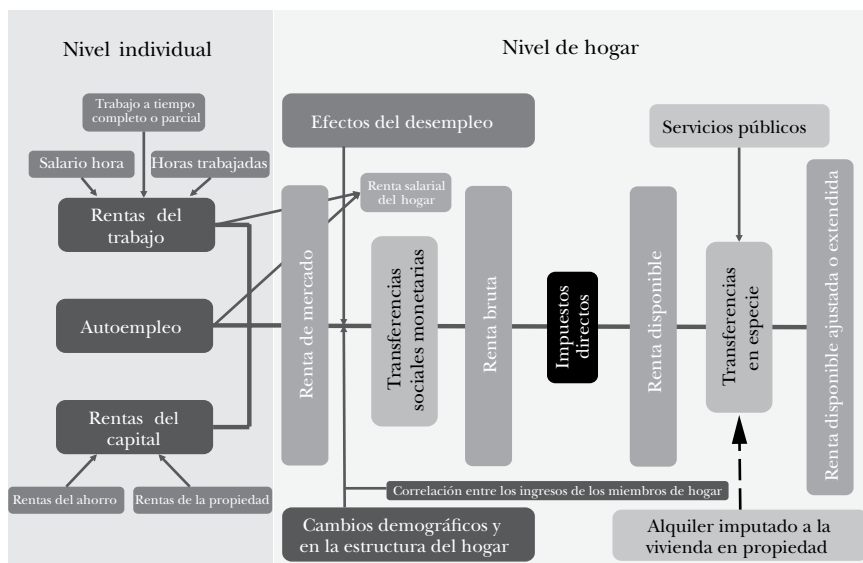 Nivel individual
Nivel de hogar
Trabajo a tiempo
completo o parcial
Salario hora
Horas trabajadas
Rentas del
trabajo
Autoempleo
Rentas del
capital
Rentas del ahorro
Rentas de la propiedad
Efectos del desempleo
Renta salarial
del hogar
Renta de mercado
Transferencias
sociales monetarias
Renta bruta
Impuestos
directos
Renta disponible
Servicios públicos
Transferencias
en especie
Renta disponible ajustada o extendida
Correlación entre los ingresos de los miembros de hogar
Cambios demográficos y
en la estructura del hogar
Alquiler imputado a la
vivienda en propiedad